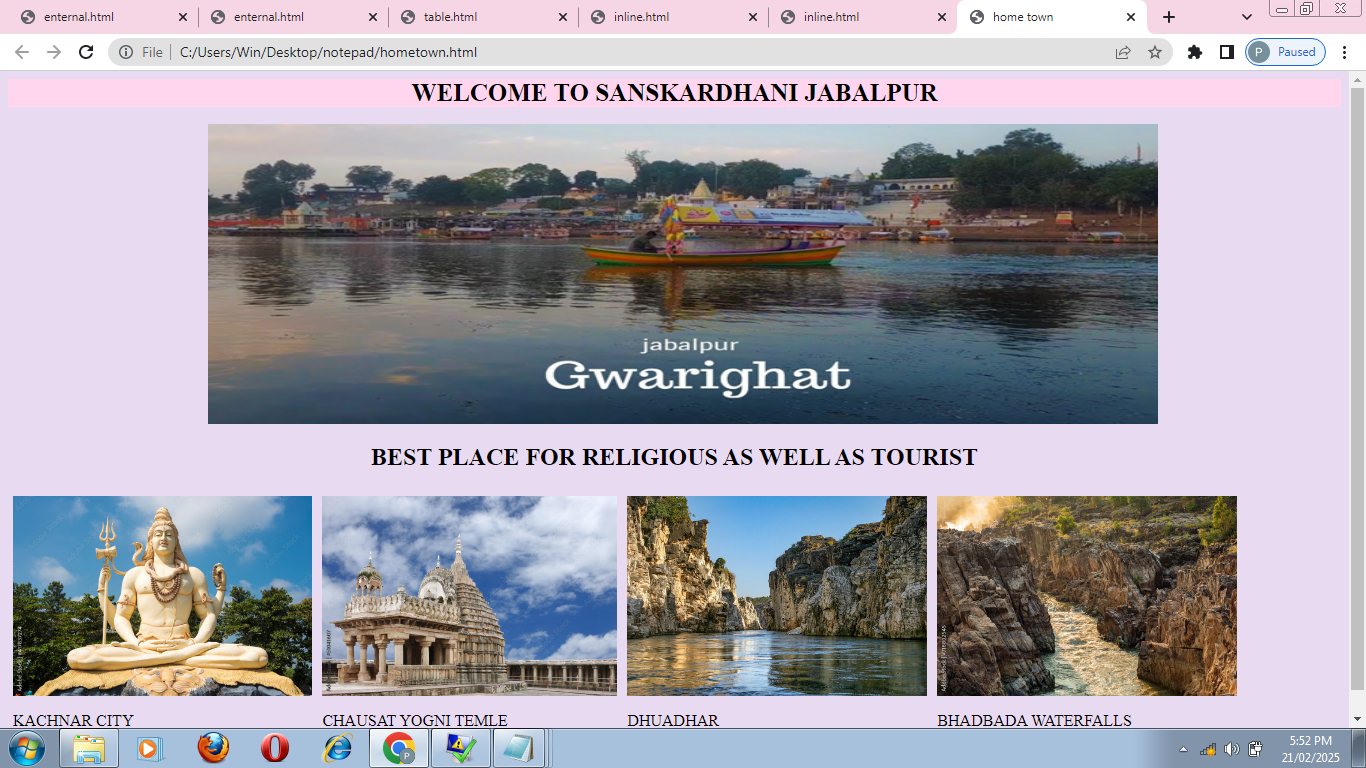 enternal.html
enternal.html
table.html
inline.html
inline.html
home town
File
C:/Users/Win/Desktop/notepad/hometown.html
P
Paused
WELCOME TO SANSKARDHANI JABALPUR
jabalpur
Gwarighat
BEST PLACE FOR RELIGIOUS AS WELL AS TOURIST
KACHNAR CITY
CHAUSAT YOGNI TEMLE
DHUADHAR
BHADBADA WATERFALLS
P
5:52 PM
21/02/2025